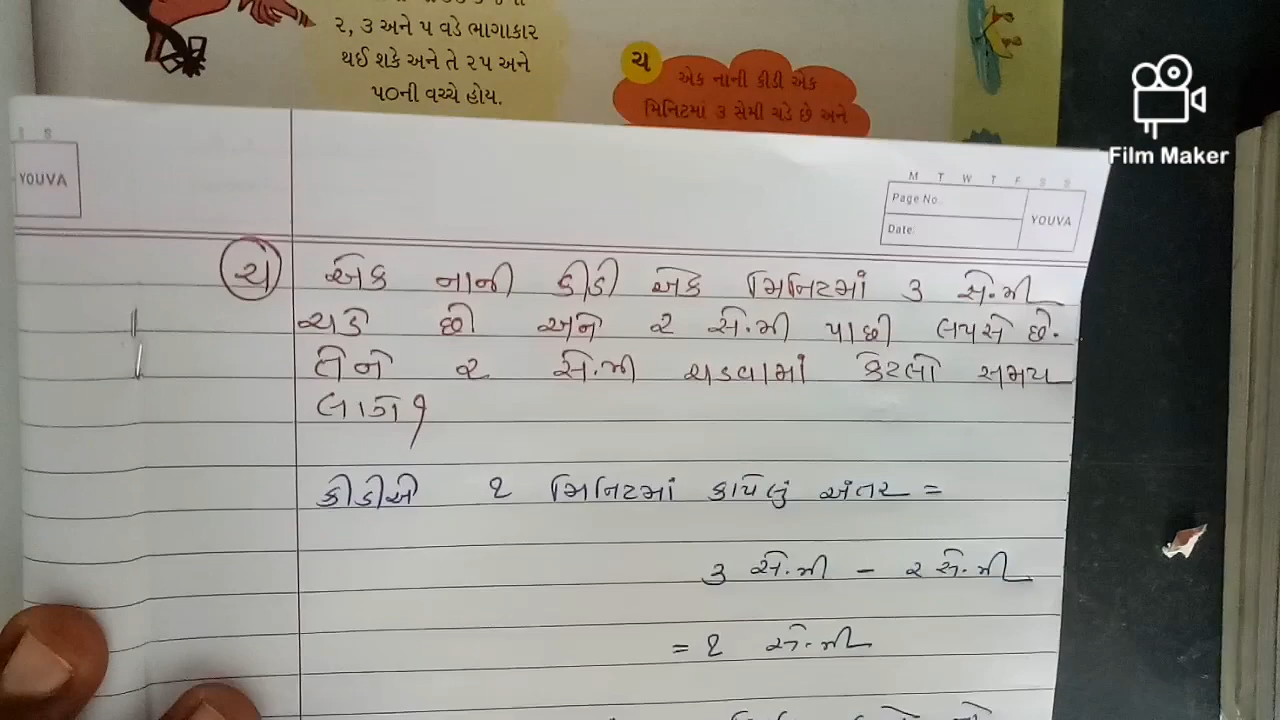 ૨, ૩ અને ૫ વડે ભાગાકાર
થઈ શકે અને તે ૨૫ અને
૫૦ની વચ્ચે હોય.
ચ
એક નાની કીડી એક
મિનિટમાં ૩ સેમી ચડે છે અને
Film Maker
S S
YOUVA
M T W T F S S
Page No.
YOUVA
Date:
ચ એક નાની કીડી એક મિનિટમાં ૩ સે.મી
ચડે છે અને ૨ સે.મી પાછી લપસે છે.
તેને ૨ સે.મી ચડવામાં કેટલો સમય
લાગે?
કીડીએ ૧ મિનિટમાં કાપેલું અંતર =
૩ સે.મી - ૨ સે.મી
= ૧ સે.મી